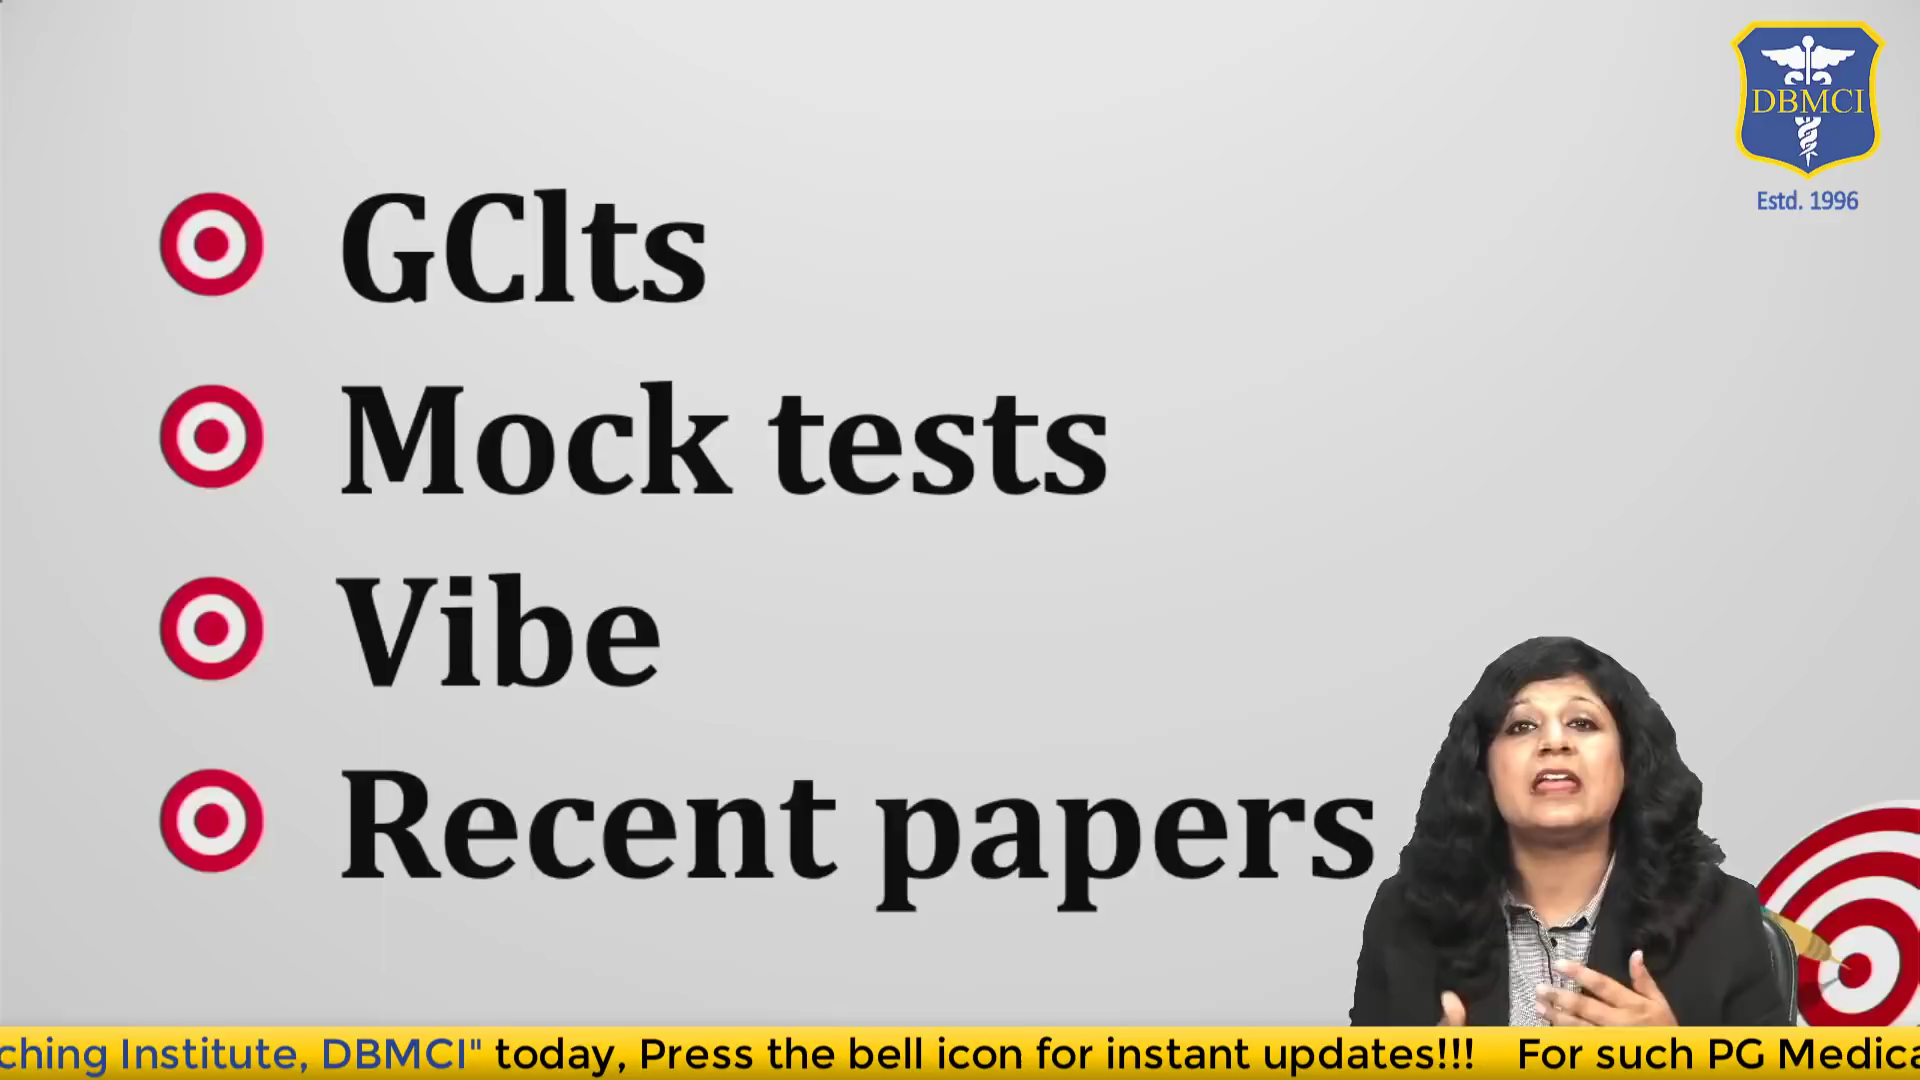 DBMCI
Estd. 1996
GClts
Mock tests
Vibe
Recent papers
ching Institute, DBMCI" today, Press the bell icon for instant updates!!! For such PG Medica